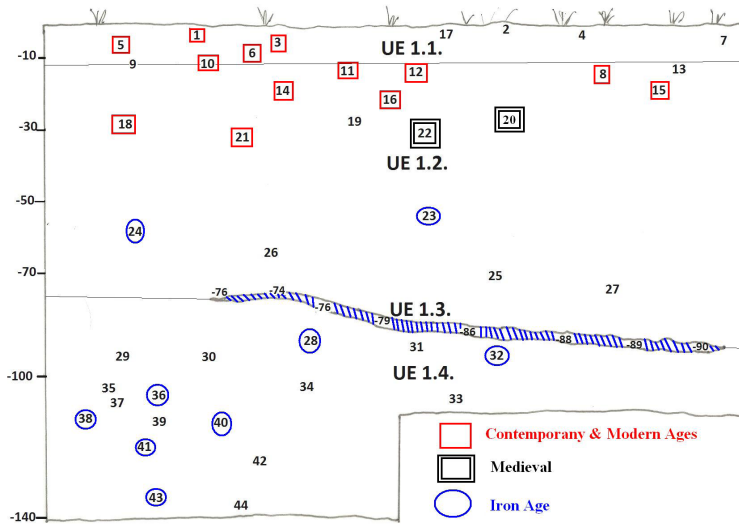 1 3 17 2 4 7
5 6 UE 1.1.
-10 9 10 11 12 8 13
14 16 15
-30 18 21 19 22 20
UE 1.2.
-50
24 23
26
-70 25 27
-76 -74 -76 UE 1.3.
-79 -86 -88 -89 -90
28 31 32
29 30
-100 UE 1.4.
35 36 34
37 33
38 39 40
41 Contemporany & Modern Ages
42 Medieval
43
44 Iron Age
-140